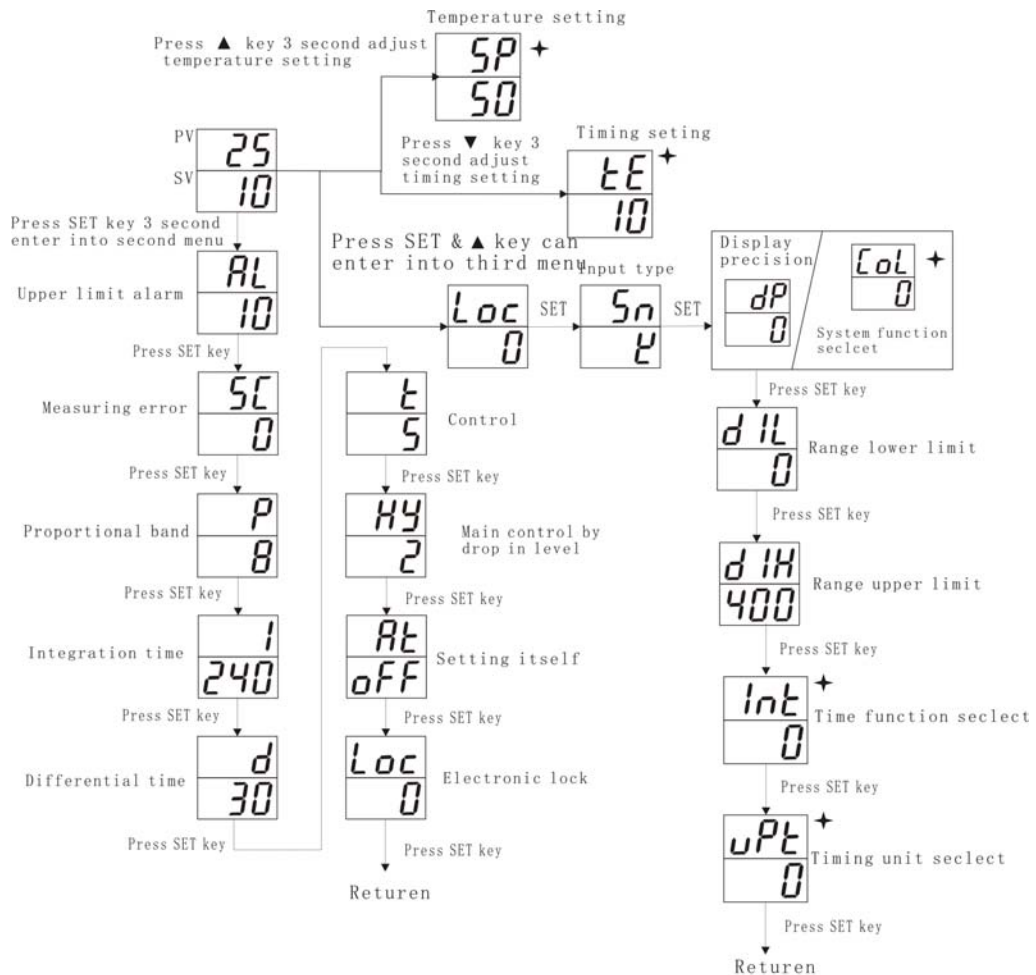 Temperature setting
Press ▲ key 3 second adjust
temperature setting
SP
50
PV
25
SV
10
Press ▼ key 3
second adjust
timing setting
Timing seting
tE
10
Press SET key 3 second
enter into second menu
AL
10
Upper limit alarm
Press SET key
SC
0
Measuring error
Press SET key
P
8
Proportional band
Press SET key
I
240
Integration time
Press SET key
d
30
Differential time
Press SET key
t
5
Control
Press SET key
HY
2
Main control by
drop in level
Press SET key
At
oFF
Setting itself
Press SET key
Loc
0
Electronic lock
Press SET key
Returen
Press SET & ▲ key can
enter into third menu
Loc
0
SET
Input type
Sn
K
SET
Display
precision
dP
0
CoL
0
System function
seclcet
Press SET key
dIL
0
Range lower limit
Press SET key
dIH
400
Range upper limit
Press SET key
Int
0
Time function seclect
Press SET key
uPt
0
Timing unit seclect
Press SET key
Returen